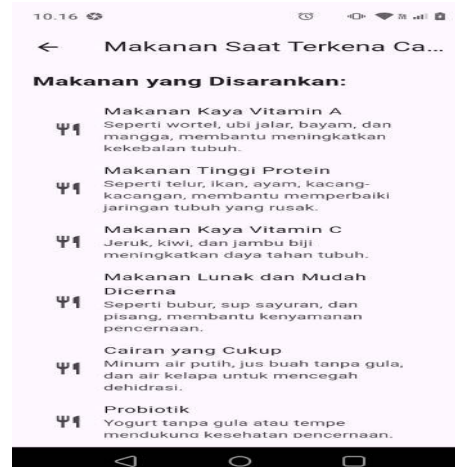 10.16
Makanan Saat Terkena Ca...
Makanan yang Disarankan:
Makanan Kaya Vitamin A
Seperti wortel, ubi jalar, bayam, dan
mangga, membantu meningkatkan
kekebalan tubuh.
Makanan Tinggi Protein
Seperti telur, ikan, ayam, kacang-
kacangan, membantu memperbaiki
jaringan tubuh yang rusak.
Makanan Kaya Vitamin C
Jeruk, kiwi, dan jambu biji
meningkatkan daya tahan tubuh.
Makanan Lunak dan Mudah
Dicerna
Seperti bubur, sup sayuran, dan
pisang, membantu kenyamanan
pencernaan.
Cairan yang Cukup
Minum air putih, jus buah tanpa gula,
dan air kelapa untuk mencegah
dehidrasi.
Probiotik
Yogurt tanpa gula atau tempe
mendukung kesehatan pencernaan.